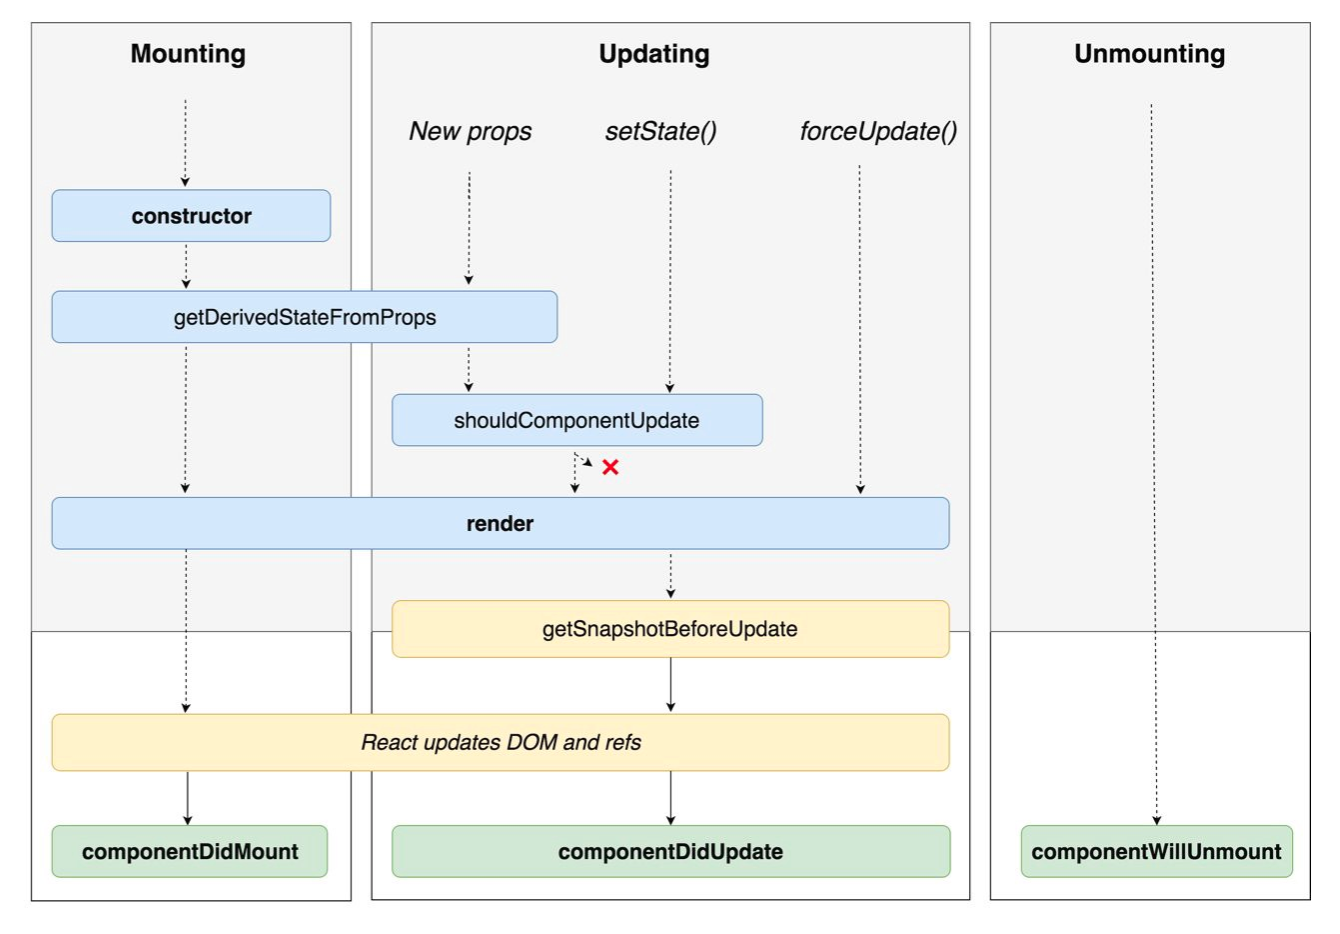 Mounting
Updating
Unmounting
New props
setState()
forceUpdate()
constructor
getDerivedStateFromProps
shouldComponentUpdate
render
getSnapshotBeforeUpdate
React updates DOM and refs
componentDidMount
componentDidUpdate
componentWillUnmount